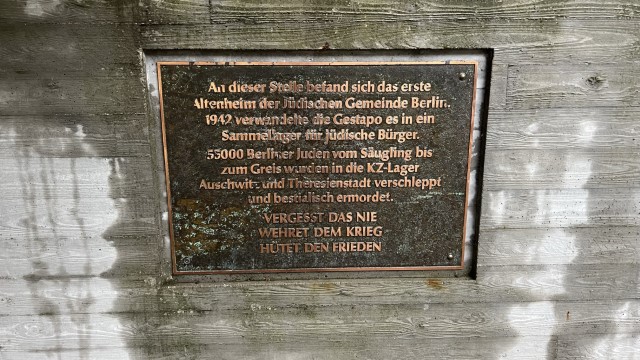 An dieser Stelle befand sich das erste
Altenheim der Jüdischen Gemeinde Berlin.
1942 verwandelte die Gestapo es in ein
Sammellager für jüdische Bürger.
55000 Berliner Juden vom Säugling bis
zum Greis wurden in die KZ-Lager
Auschwitz und Theresienstadt verschleppt
und bestialisch ermordet.
VERGESST DAS NIE
WEHRET DEM KRIEG
HÜTET DEN FRIEDEN